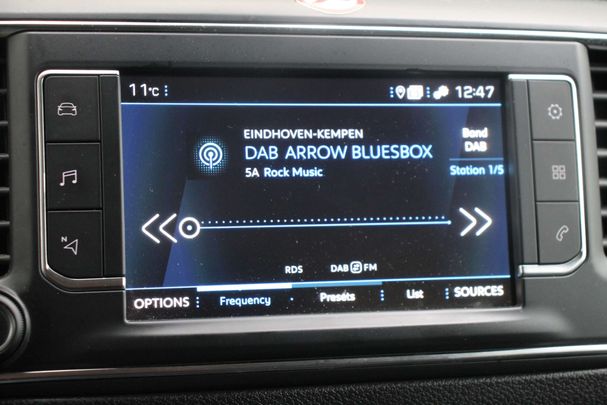 11°C
12:47
EINDHOVEN-KEMPEN
DAB ARROW BLUESBOX
5A Rock Music
Band
DAB
Station 1/5
N
RDS
DAB FM
OPTIONS Frequency Presets List SOURCES